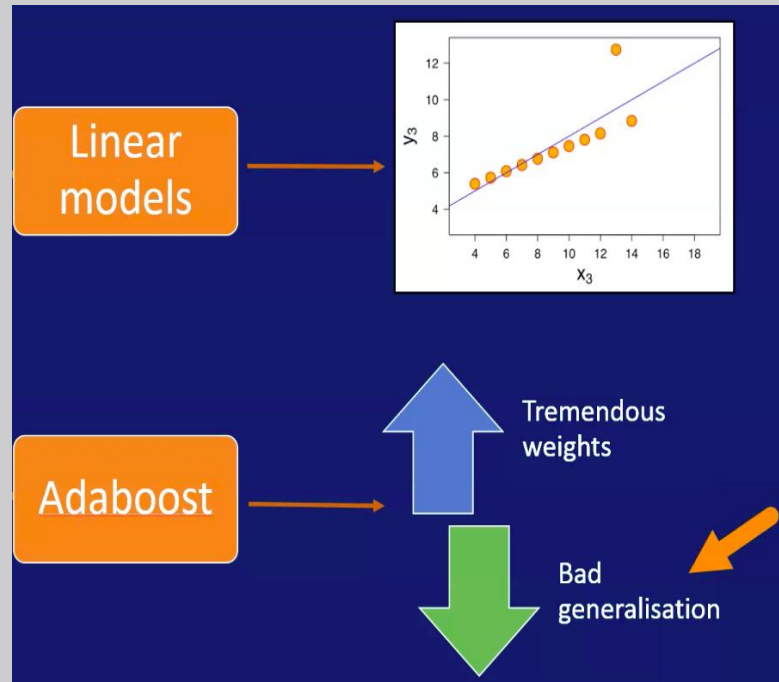 Linear
models
12
10
8
6
4
y3
4 6 8 10 12 14 16 18
x3
Adaboost
Tremendous
weights
Bad
generalisation